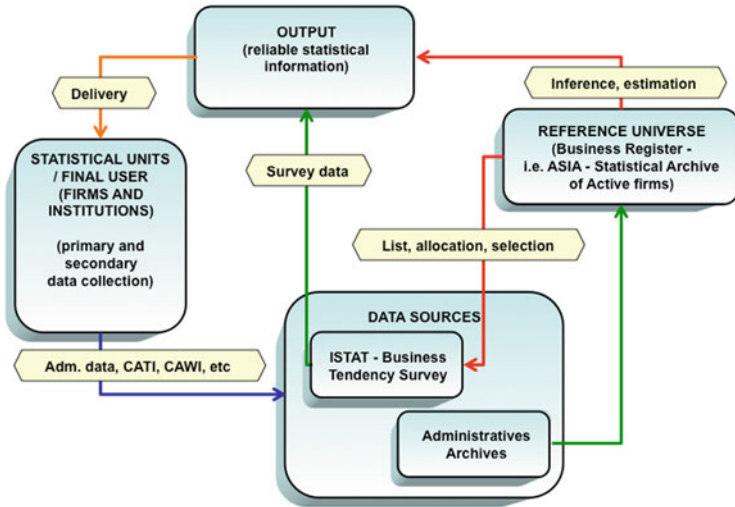 OUTPUT
(reliable statistical
information)
Delivery
Inference, estimation
STATISTICAL UNITS
/ FINAL USER
(FIRMS AND
INSTITUTIONS)
(primary and
secondary
data collection)
Survey data
REFERENCE UNIVERSE
(Business Register -
i.e. ASIA - Statistical Archive
of Active firms)
List, allocation, selection
DATA SOURCES
ISTAT - Business
Tendency Survey
Adm. data, CATI, CAWI, etc
Administratives
Archives